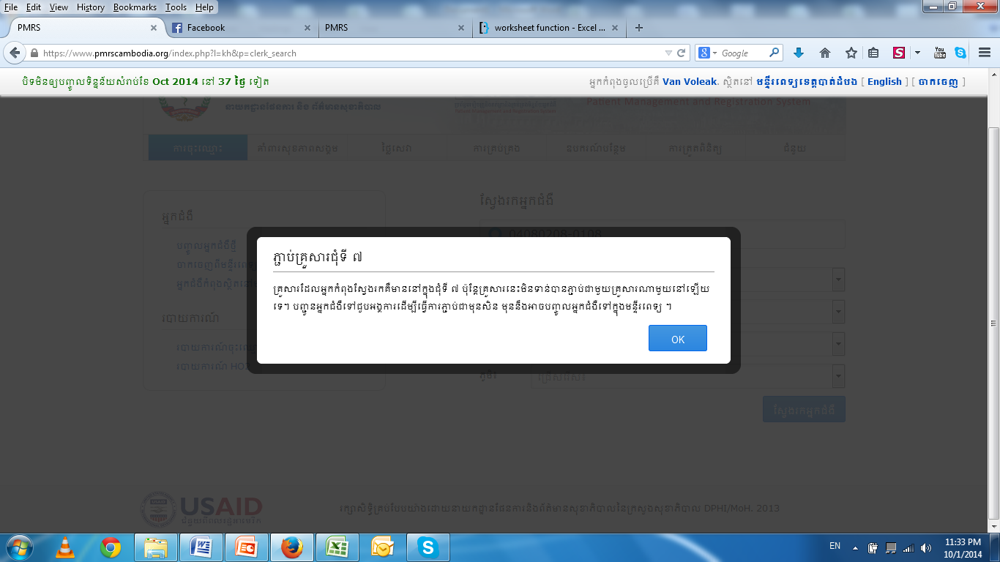 File Edit View History Bookmarks Tools Help
PMRS Facebook PMRS worksheet function - Excel ...
https://www.pmrscambodia.org/index.php?l=kh&p=clerk_search Google
បិទមិនឲ្យបញ្ចូលទិន្នន័យសំរាប់ខែ Oct 2014 នៅ 37 ថ្ងៃ ទៀត អ្នកកំពុងចូលប្រើគឺ Van Voleak. ស្ថិតនៅ មន្ទីរពេទ្យខេត្តបាត់ដំបង [ English ] [ ចាកចេញ ]
នាយកដ្ឋានផែនការ និង ព័ត៌មានសុខាភិបាល Patient Management and Registration System
ការចុះឈ្មោះ គាំពារសុខភាពសង្គម ថ្លៃសេវា ការគ្រប់គ្រង ឧបករណ៍បន្ថែម ការត្រួតពិនិត្យ ជំនួយ
ស្វែងរកអ្នកជំងឺ
អ្នកជំងឺ
04080208-0108
បញ្ចូលអ្នកជំងឺថ្មី
ចាកចេញពីមន្ទីរពេទ្យ
អ្នកជំងឺកំពុងស្ថិតនៅ
ភ្ជាប់គ្រួសារជុំទី ៧
គ្រួសារដែលអ្នកកំពុងស្វែងរកគឺមាននៅក្នុងជុំទី ៧ ប៉ុន្តែគ្រួសារនេះមិនទាន់បានភ្ជាប់ជាមួយគ្រួសារណាមួយនៅឡើយ
ទេ។ បញ្ជូនអ្នកជំងឺទៅជួបអង្គការដើម្បីធ្វើការភ្ជាប់ជាមុនសិន មុននឹងអាចបញ្ចូលអ្នកជំងឺទៅក្នុងមន្ទីរពេទ្យ ។
OK
របាយការណ៍
របាយការណ៍ HO2
ភូមិ៖ ជ្រើសរើស
ស្វែងរកអ្នកជំងឺ
USAID
ជំនួយពីពលរដ្ឋអាមេរិក
រក្សាសិទ្ធិគ្រប់បែបយ៉ាងដោយនាយកដ្ឋានផែនការនិងព័ត៌មានសុខាភិបាលនៃក្រសួងសុខាភិបាល DPHI/MoH. 2013
EN 11:33 PM
10/1/2014